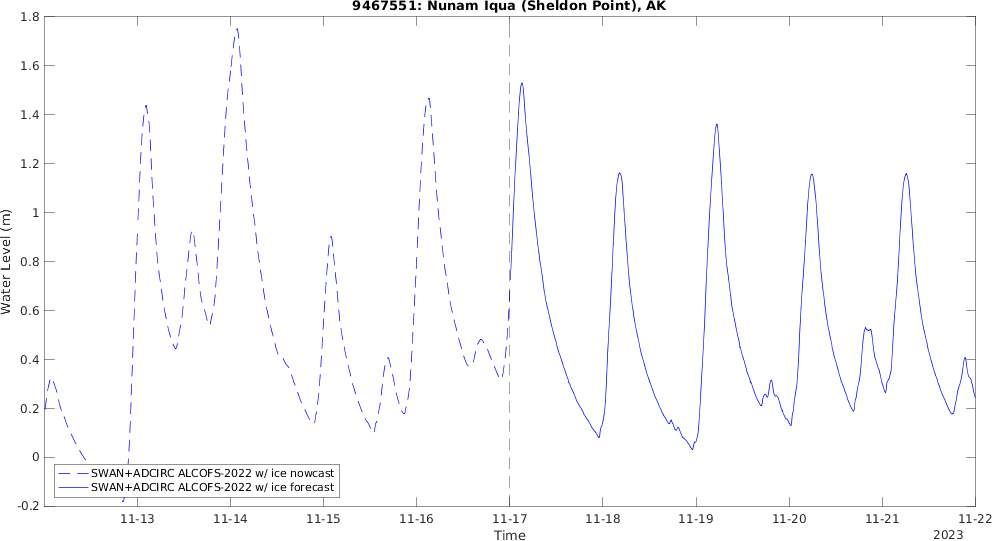 9467551: Nunam Iqua (Sheldon Point), AK
1.8
1.6
1.4
1.2
1
0.8
0.6
0.4
0.2
0
-0.2
Water Level (m)
SWAN+ADCIRC ALCOFS-2022 w/ ice nowcast
SWAN+ADCIRC ALCOFS-2022 w/ ice forecast
11-13 11-14 11-15 11-16 11-17 11-18 11-19 11-20 11-21 11-22
Time
2023